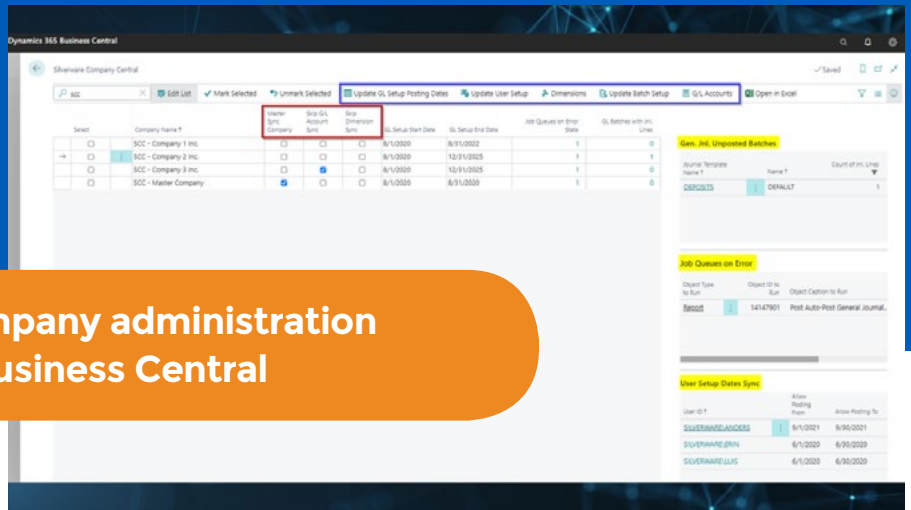 Dynamics 365 Business Central
Silverware Company Central
Saved
scc
Edit List
Mark Selected
Unmark Selected
Update GL Setup Posting Dates
Update User Setup
Dimensions
Update Batch Setup
G/L Accounts
Open in Excel
Select
Company Name ↑
Master Sync Company
Skip G/L Account Sync
Skip Dimension Sync
GL Setup Start Date
GL Setup End Date
Job Queues on Error State
GL Batches with Jnl. Lines
SCC - Company 1 Inc. 8/1/2020 8/31/2022 1 0
SCC - Company 2 Inc. 8/1/2020 12/31/2025 1 1
SCC - Company 3 Inc. 8/1/2020 12/31/2025 1 0
SCC - Master Company 8/1/2020 8/31/2020 1 0
Gen. Jnl. Unposted Batches
Journal Template Name ↑
Name ↑
Count of Jnl. Lines
DEPOSITS DEFAULT 1
Job Queues on Error
Object Type to Run
Object ID to Run
Object Caption to Run
Report 14147901 Post Auto-Post General Journal..
User Setup Dates Sync
User ID ↑
Allow Posting From
Allow Posting To
SILVERWARE\ANDERS 9/1/2021 9/30/2021
SILVERWARE\ERIN 6/1/2020 6/30/2020
SILVERWARE\LUIS 6/1/2020 6/30/2020
mpany administration
usiness Central